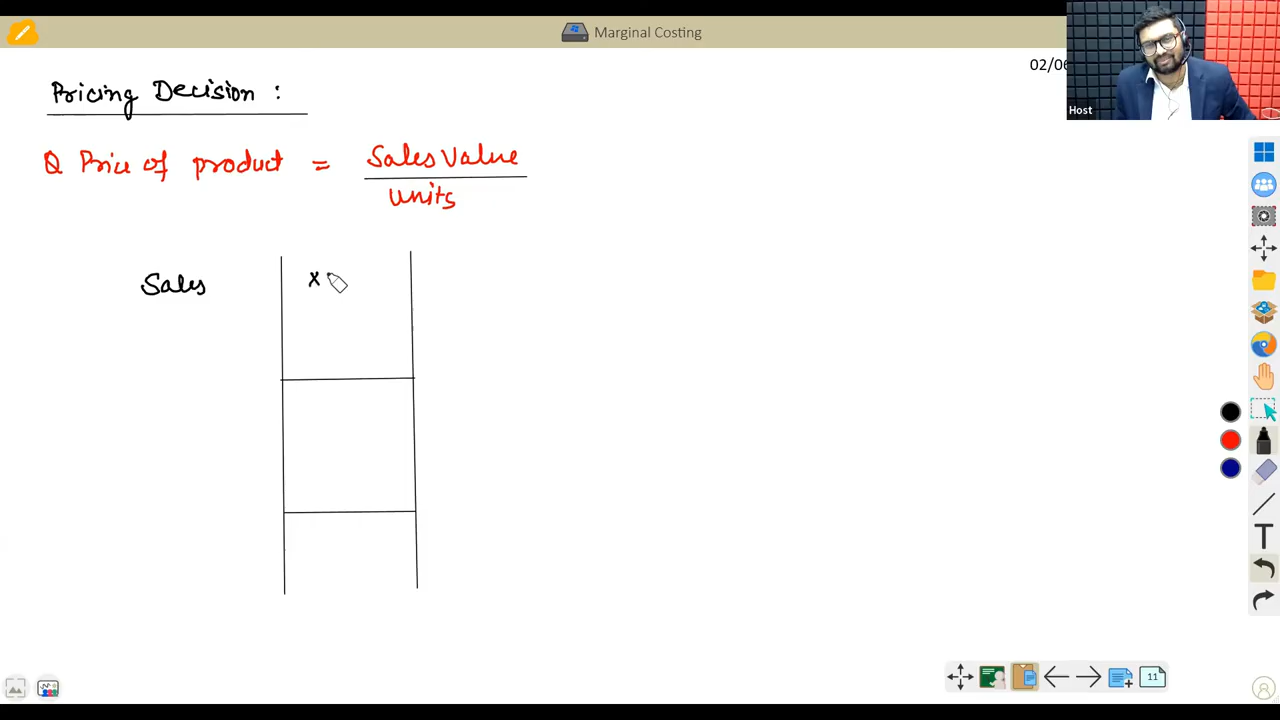 Marginal Costing
02/06
Host
Pricing Decision :
Q Price of product = Sales Value
Units
Sales x
T
11